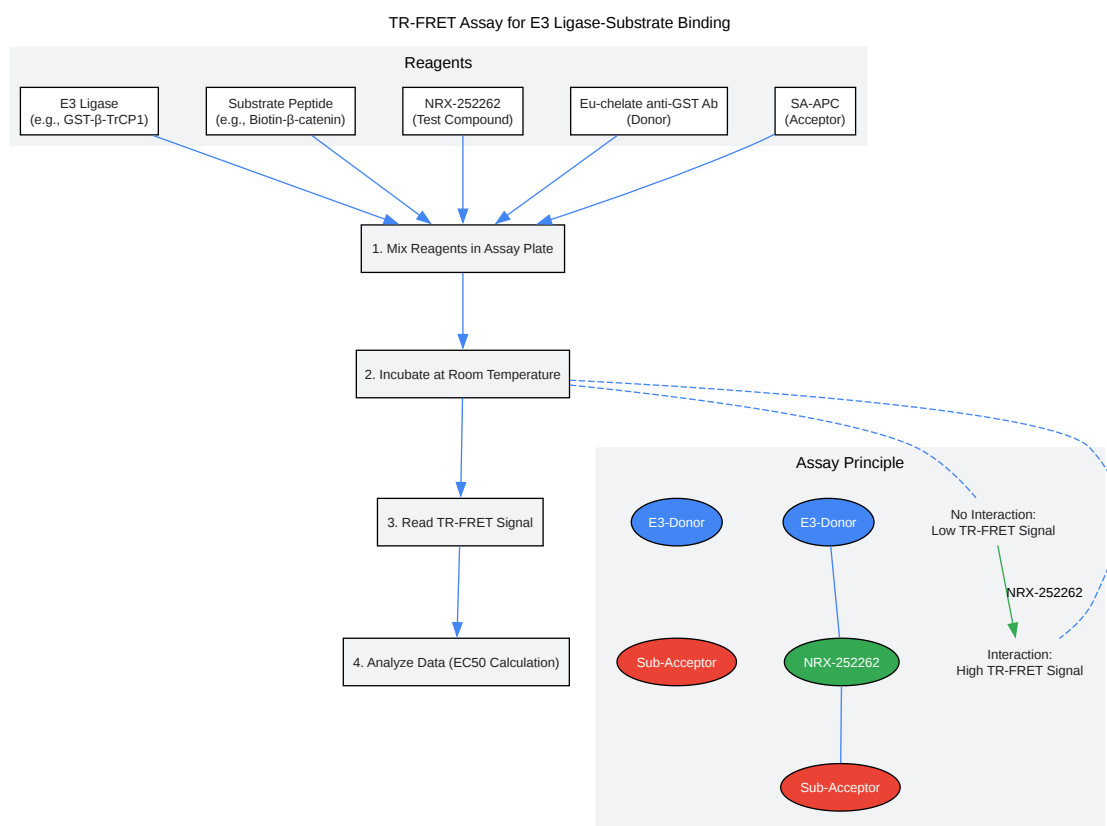 TR-FRET Assay for E3 Ligase-Substrate Binding
Reagents
E3 Ligase
(e.g., GST-β-TrCP1)
Substrate Peptide
(e.g., Biotin-β-catenin)
NRX-252262
(Test Compound)
Eu-chelate anti-GST Ab
(Donor)
SA-APC
(Acceptor)
1. Mix Reagents in Assay Plate
2. Incubate at Room Temperature
3. Read TR-FRET Signal
4. Analyze Data (EC50 Calculation)
Assay Principle
E3-Donor
E3-Donor
No Interaction:
Low TR-FRET Signal
NRX-252262
Sub-Acceptor
NRX-252262
Interaction:
High TR-FRET Signal
Sub-Acceptor